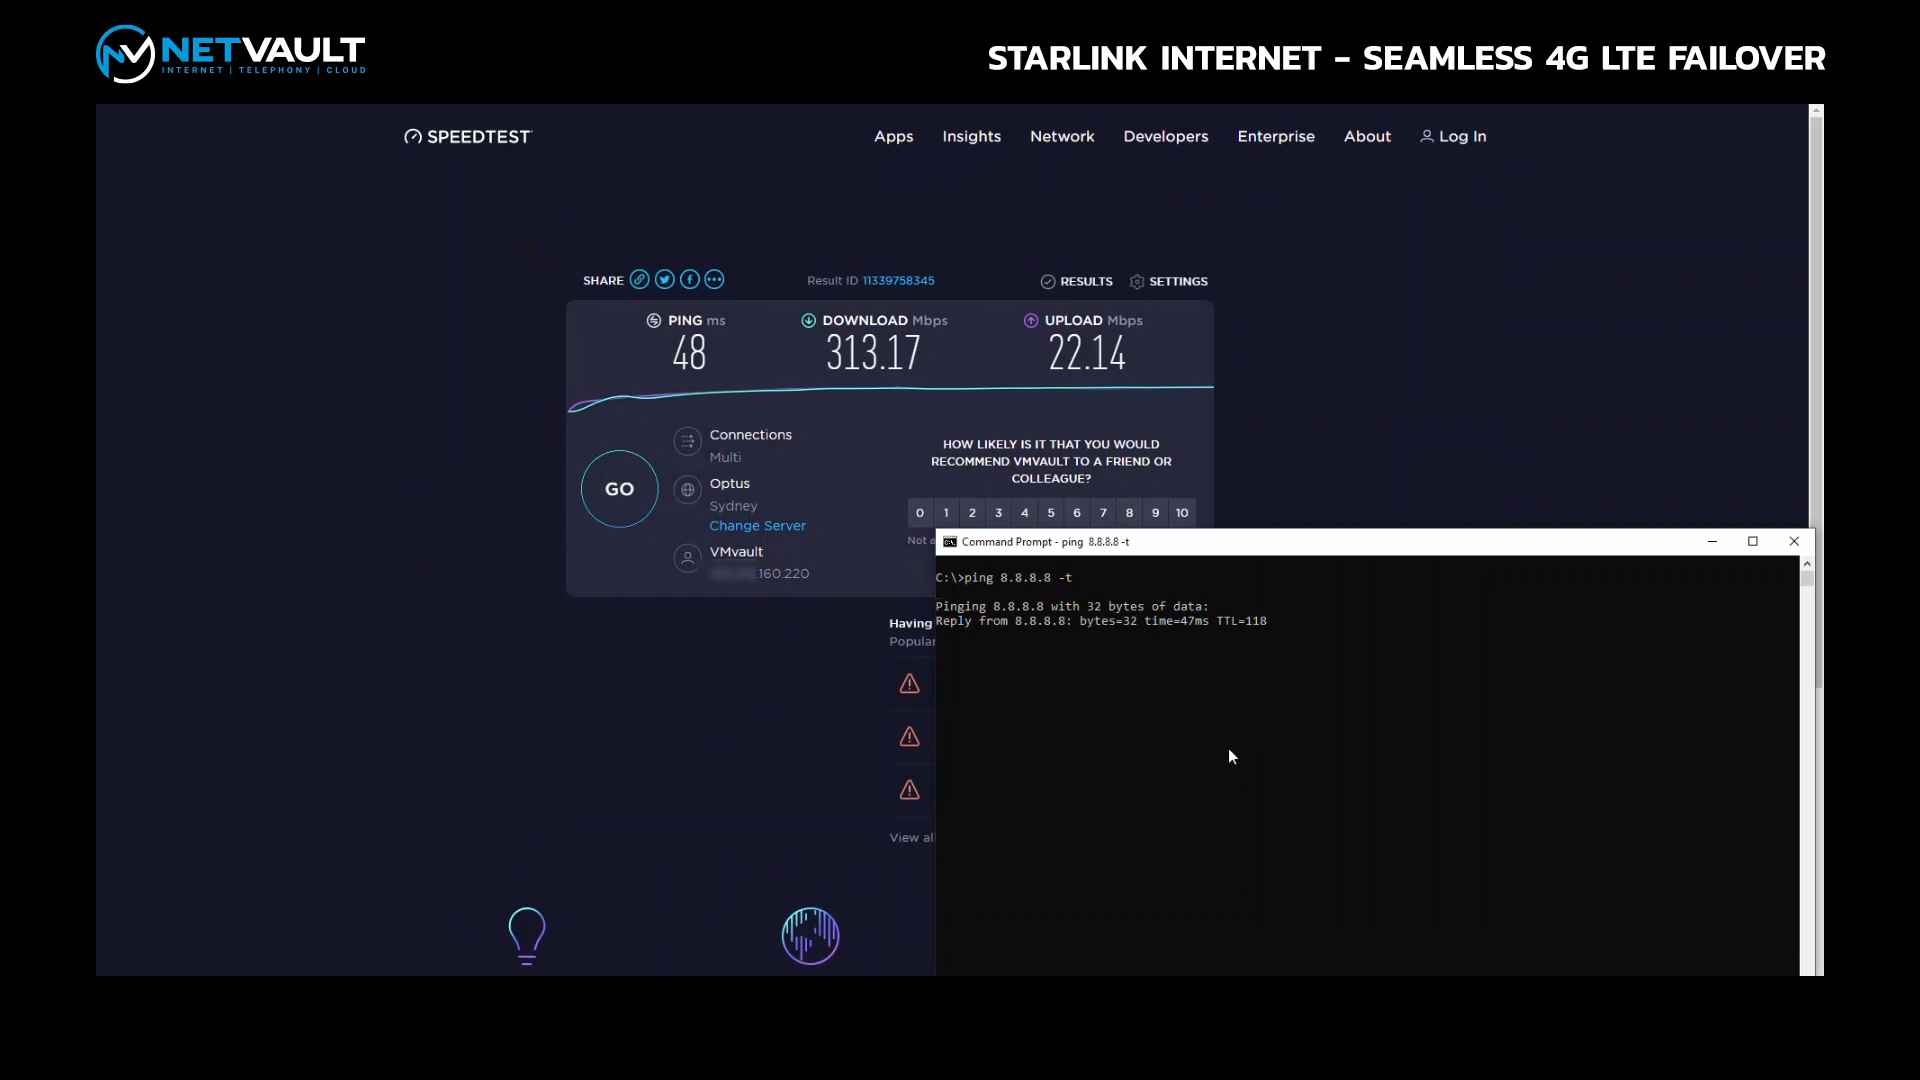 NETVAULT
INTERNET | TELEPHONY | CLOUD
STARLINK INTERNET - SEAMLESS 4G LTE FAILOVER
SPEEDTEST
Apps Insights Network Developers Enterprise About Log In
SHARE Result ID 11339758345 RESULTS SETTINGS
PING ms DOWNLOAD Mbps UPLOAD Mbps
48 313.17 22.14
GO
Connections
Multi
Optus
Sydney
Change Server
VMvault
.160.220
HOW LIKELY IS IT THAT YOU WOULD
RECOMMEND VMVAULT TO A FRIEND OR
COLLEAGUE?
0 1 2 3 4 5 6 7 8 9 10
Not a
Having
Popular
View al
Command Prompt - ping 8.8.8.8 -t
C:\>ping 8.8.8.8 -t
Pinging 8.8.8.8 with 32 bytes of data:
Reply from 8.8.8.8: bytes=32 time=47ms TTL=118